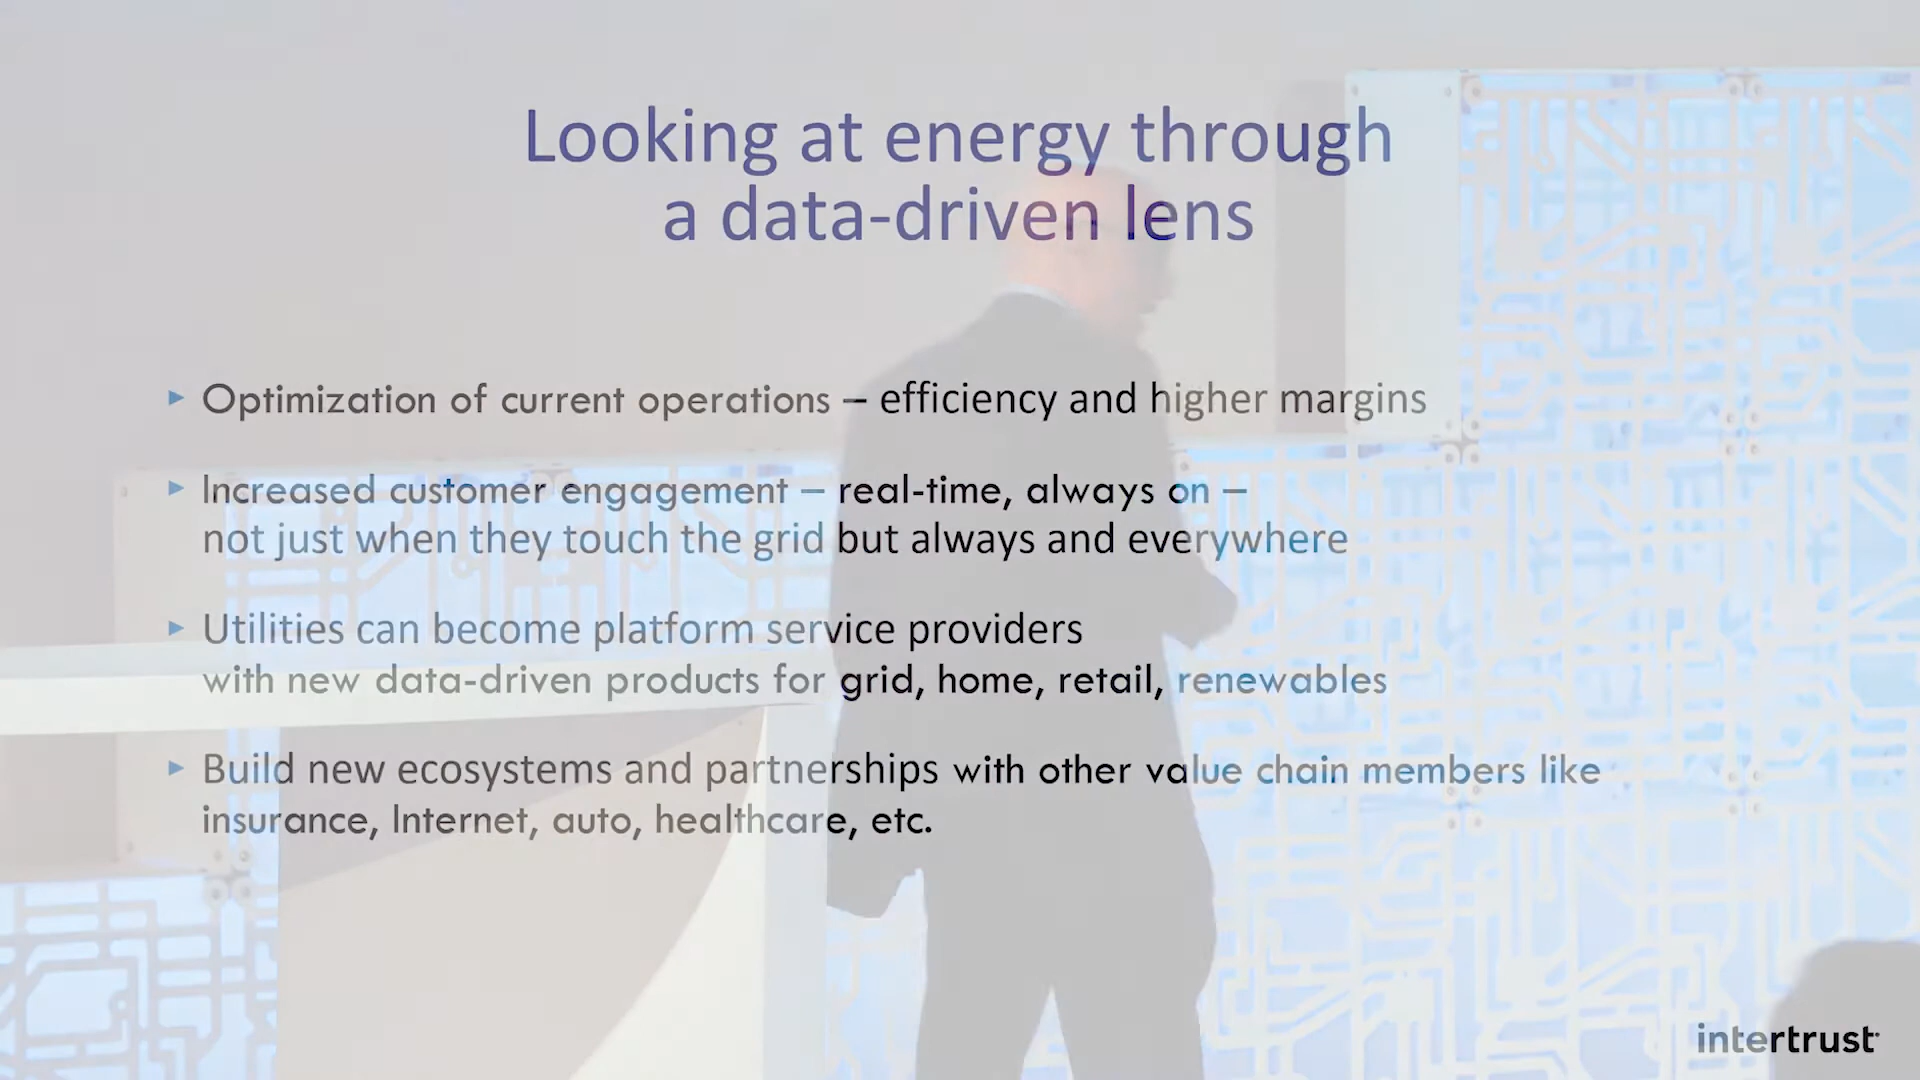 Looking at energy through
a data-driven lens
▸ Optimization of current operations – efficiency and higher margins
▸ Increased customer engagement – real-time, always on –
not just when they touch the grid but always and everywhere
▸ Utilities can become platform service providers
with new data-driven products for grid, home, retail, renewables
▸ Build new ecosystems and partnerships with other value chain members like
insurance, Internet, auto, healthcare, etc.
intertrust